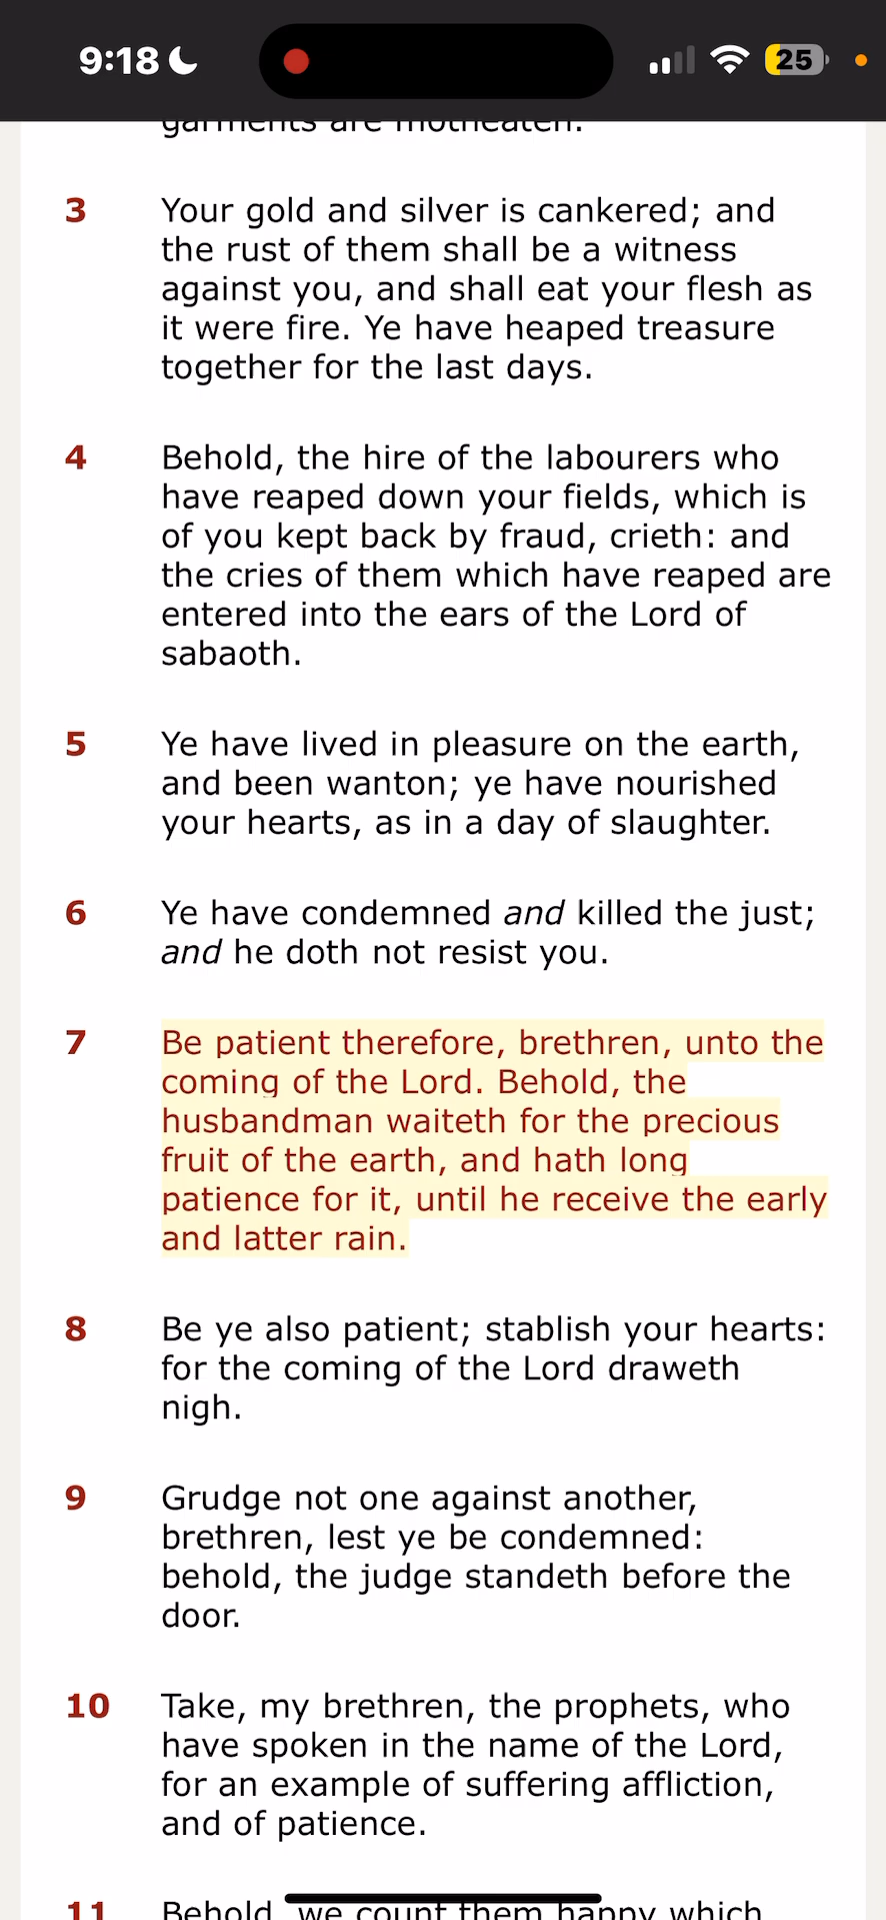 9:18
25
garments are motheaten.
3 Your gold and silver is cankered; and
the rust of them shall be a witness
against you, and shall eat your flesh as
it were fire. Ye have heaped treasure
together for the last days.
4 Behold, the hire of the labourers who
have reaped down your fields, which is
of you kept back by fraud, crieth: and
the cries of them which have reaped are
entered into the ears of the Lord of
sabaoth.
5 Ye have lived in pleasure on the earth,
and been wanton; ye have nourished
your hearts, as in a day of slaughter.
6 Ye have condemned and killed the just;
and he doth not resist you.
7 Be patient therefore, brethren, unto the
coming of the Lord. Behold, the
husbandman waiteth for the precious
fruit of the earth, and hath long
patience for it, until he receive the early
and latter rain.
8 Be ye also patient; stablish your hearts:
for the coming of the Lord draweth
nigh.
9 Grudge not one against another,
brethren, lest ye be condemned:
behold, the judge standeth before the
door.
10 Take, my brethren, the prophets, who
have spoken in the name of the Lord,
for an example of suffering affliction,
and of patience.
11 Behold, we count them happy which